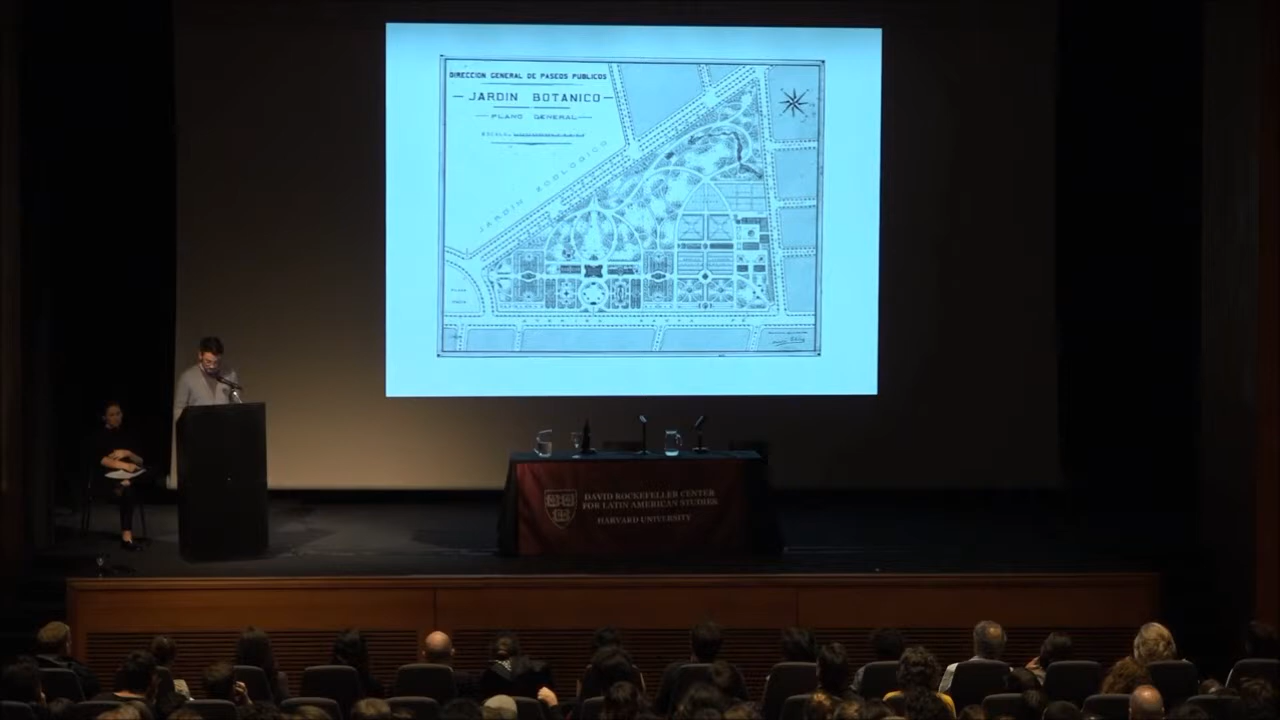 DIRECCION GENERAL DE PASEOS PUBLICOS
JARDIN BOTANICO
PLANO GENERAL
JARDIN ZOOLOGICO
DAVID ROCKEFELLER CENTER
FOR LATIN AMERICAN STUDIES
HARVARD UNIVERSITY